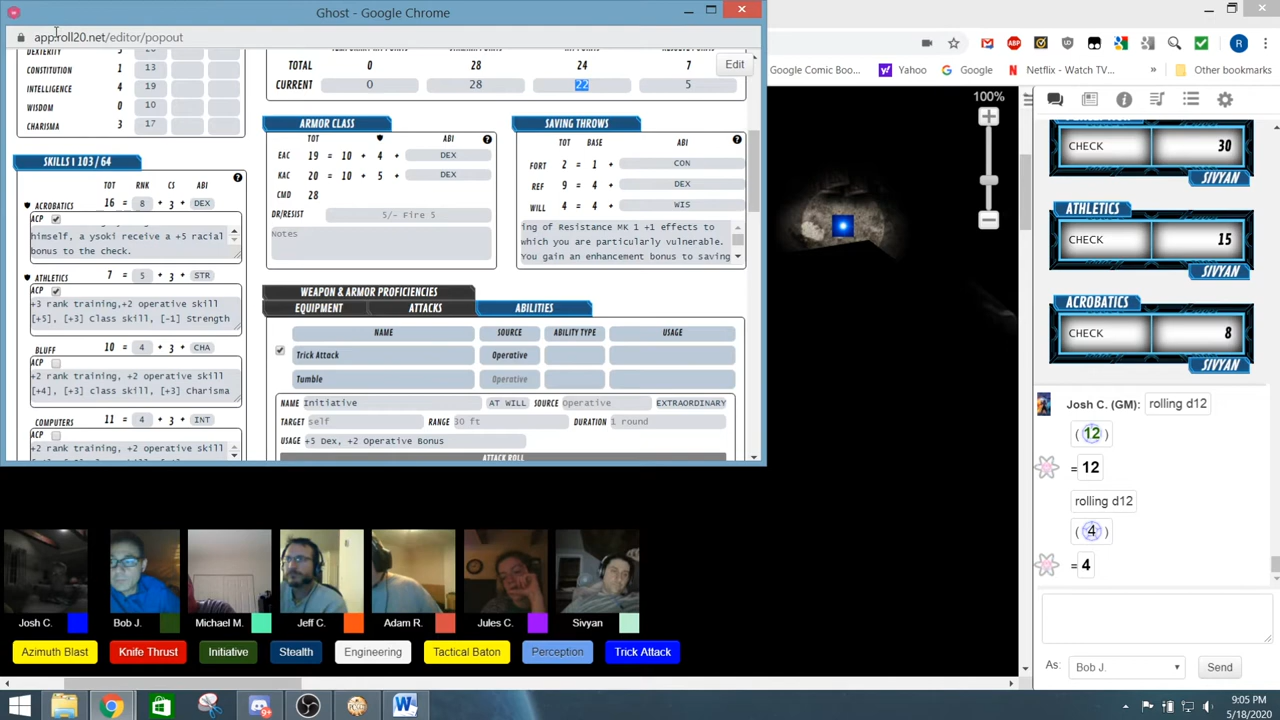 Ghost - Google Chrome
app.roll20.net/editor/popout
Edit
TOTAL 0 28 24 7
CURRENT 0 28 22 5
DEXTERITY 5 20
CONSTITUTION 1 13
INTELLIGENCE 4 19
WISDOM 0 10
CHARISMA 3 17
SKILLS | 103 / 64
TOT RNK CS ABI
ACROBATICS 16 = 8 + 3 + DEX
ACP
himself, a ysoki receive a +5 racial
bonus to the check.
ATHLETICS 7 = 5 + 3 + STR
ACP
+3 rank training,+2 operative skill
[+5], [+3] Class skill, [-1] Strength
BLUFF 10 = 4 + 3 + CHA
ACP
+2 rank training, +2 operative skill
[+4], [+3] class skill, [+3] Charisma
COMPUTERS 11 = 4 + 3 + INT
ACP
+2 rank training, +2 operative skill
ARMOR CLASS
TOT BASE ABI
EAC 19 = 10 + 4 + DEX
KAC 20 = 10 + 5 + DEX
CMD 28
DR/RESIST 5/- Fire 5
NOTES
SAVING THROWS
TOT BASE ABI
FORT 2 = 1 + CON
REF 9 = 4 + DEX
WILL 4 = 4 + WIS
ing of Resistance MK 1 +1 effects to
which you are particularly vulnerable.
You gain an enhancement bonus to saving
WEAPON & ARMOR PROFICIENCIES
EQUIPMENT ATTACKS ABILITIES
NAME SOURCE ABILITY TYPE USAGE
Trick Attack Operative
Tumble Operative
NAME Initiative AT WILL SOURCE Operative EXTRAORDINARY
TARGET self RANGE 30 ft DURATION 1 round
USAGE +5 Dex, +2 Operative Bonus
ATTACK ROLL
Google Comic Boo... Yahoo Google Netflix - Watch TV... » Other bookmarks
R
100%
CHECK 30
SIVYAN
ATHLETICS
CHECK 15
SIVYAN
ACROBATICS
CHECK 8
SIVYAN
Josh C. (GM): rolling d12
(12)
=12
rolling d12
(4)
=4
As: Bob J. Send
Josh C. Bob J. Michael M. Jeff C. Adam R. Jules C. Sivyan
Azimuth Blast Knife Thrust Initiative Stealth Engineering Tactical Baton Perception Trick Attack
9:05 PM
5/18/2020